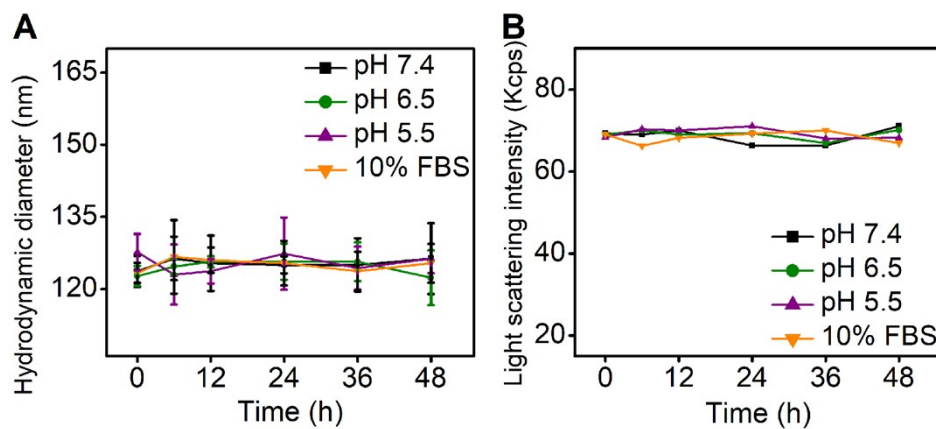 A
Hydrodynamic diameter (nm)
165
150
135
120
pH 7.4
pH 6.5
pH 5.5
10% FBS
0 12 24 36 48
Time (h)
B
Light scattering intensity (Kcps)
80
60
40
20
pH 7.4
pH 6.5
pH 5.5
10% FBS
0 12 24 36 48
Time (h)